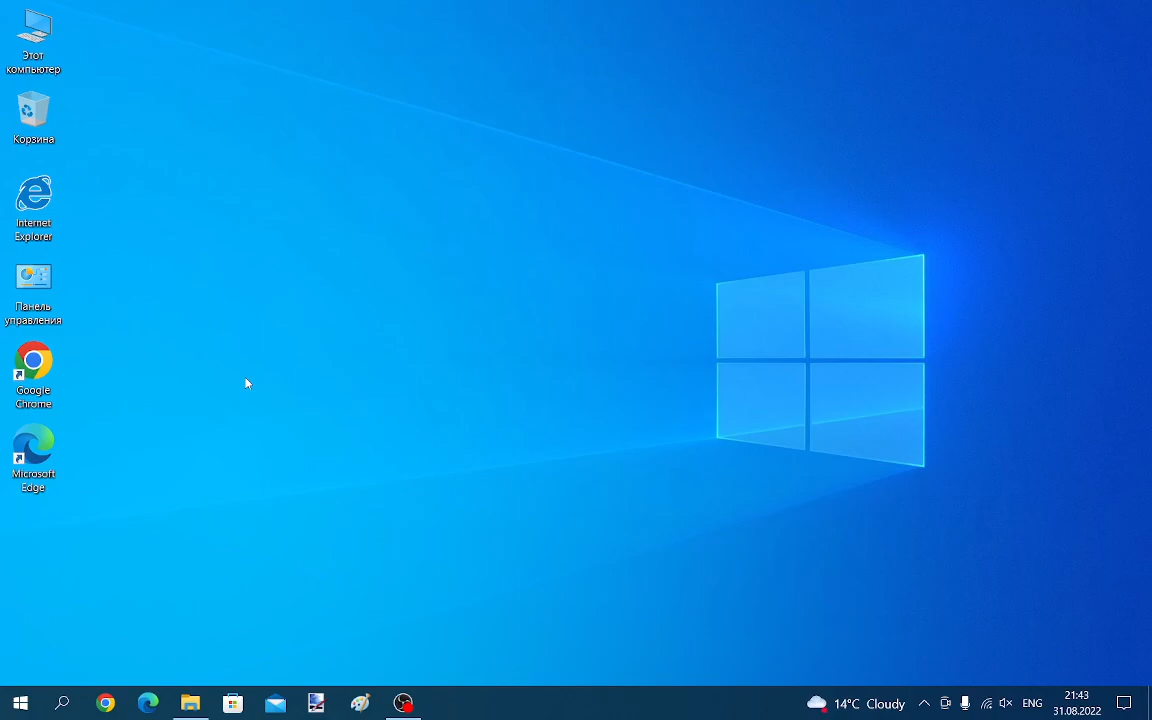 Этот
компьютер
Корзина
Internet
Explorer
Панель
управления
Google
Chrome
Microsoft
Edge
14°C Cloudy
ENG
21:43
31.08.2022